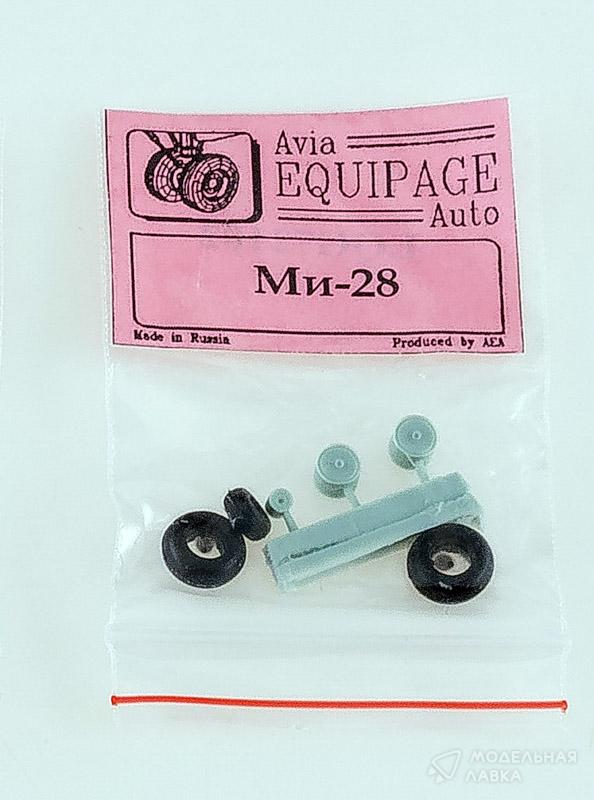 Avia
EQUIPAGE
Auto
Ми-28
Made in Russia
Produced by AEA
МОДЕЛЬНАЯ
ЛАВКА